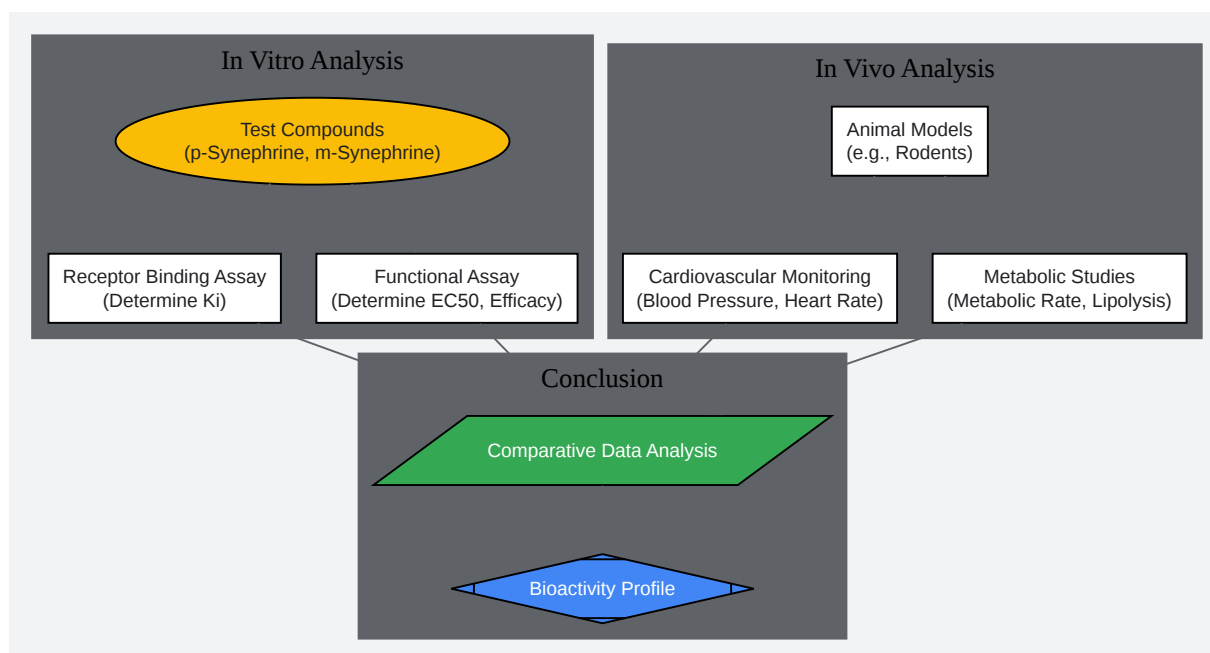 In Vitro Analysis
Test Compounds
(p-Synephrine, m-Synephrine)
Receptor Binding Assay
(Determine Ki)
Functional Assay
(Determine EC50, Efficacy)
In Vivo Analysis
Animal Models
(e.g., Rodents)
Cardiovascular Monitoring
(Blood Pressure, Heart Rate)
Metabolic Studies
(Metabolic Rate, Lipolysis)
Conclusion
Comparative Data Analysis
Bioactivity Profile